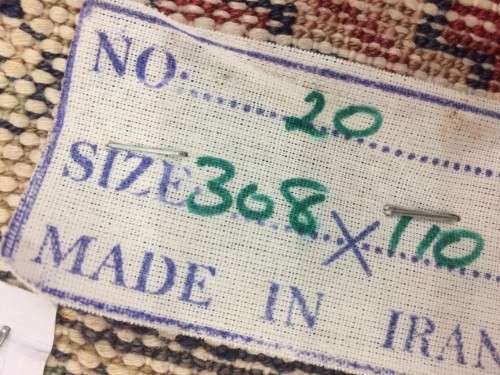 NO. 20
SIZE 308 X 110
MADE IN IRAN